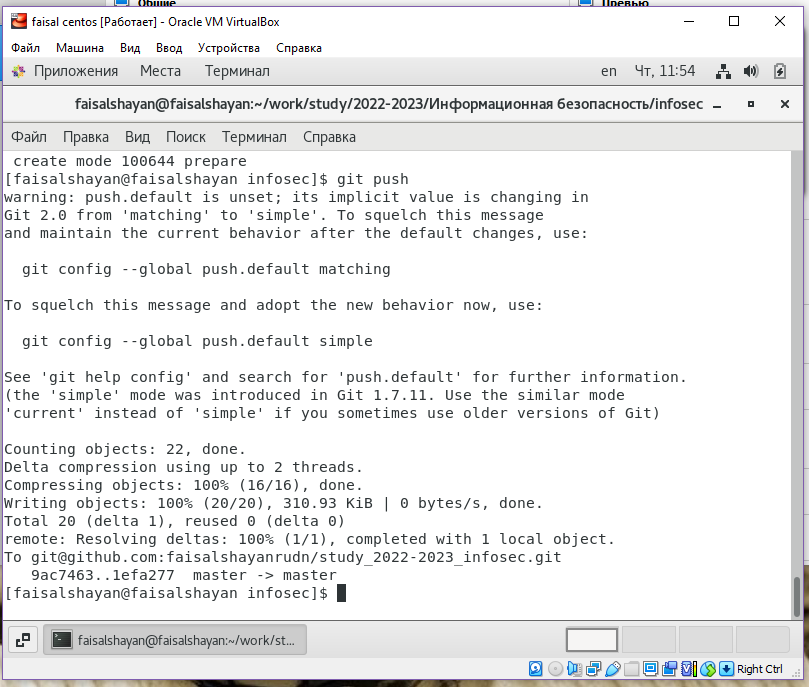 Общие
Превью
faisal centos [Работает] - Oracle VM VirtualBox
Файл Машина Вид Ввод Устройства Справка
Приложения Места Терминал en Чт, 11:54
faisalshayan@faisalshayan:~/work/study/2022-2023/Информационная безопасность/infosec
Файл Правка Вид Поиск Терминал Справка
create mode 100644 prepare
[faisalshayan@faisalshayan infosec]$ git push
warning: push.default is unset; its implicit value is changing in
Git 2.0 from 'matching' to 'simple'. To squelch this message
and maintain the current behavior after the default changes, use:
git config --global push.default matching
To squelch this message and adopt the new behavior now, use:
git config --global push.default simple
See 'git help config' and search for 'push.default' for further information.
(the 'simple' mode was introduced in Git 1.7.11. Use the similar mode
'current' instead of 'simple' if you sometimes use older versions of Git)
Counting objects: 22, done.
Delta compression using up to 2 threads.
Compressing objects: 100% (16/16), done.
Writing objects: 100% (20/20), 310.93 KiB | 0 bytes/s, done.
Total 20 (delta 1), reused 0 (delta 0)
remote: Resolving deltas: 100% (1/1), completed with 1 local object.
To git@github.com:faisalshayanrudn/study_2022-2023_infosec.git
9ac7463..1efa277 master -> master
[faisalshayan@faisalshayan infosec]$
faisalshayan@faisalshayan:~/work/st...
Right Ctrl